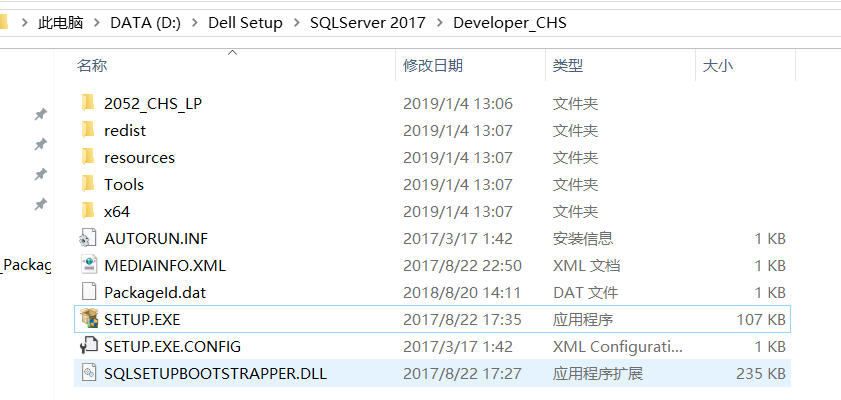 此电脑 > DATA (D:) > Dell Setup > SQLServer 2017 > Developer_CHS
名称 修改日期 类型 大小
2052_CHS_LP 2019/1/4 13:06 文件夹
redist 2019/1/4 13:07 文件夹
resources 2019/1/4 13:07 文件夹
Tools 2019/1/4 13:07 文件夹
x64 2019/1/4 13:07 文件夹
AUTORUN.INF 2017/3/17 1:42 安装信息 1 KB
_Packag MEDIAINFO.XML 2017/8/22 22:50 XML 文档 1 KB
PackageId.dat 2018/8/20 14:11 DAT 文件 1 KB
SETUP.EXE 2017/8/22 17:35 应用程序 107 KB
SETUP.EXE.CONFIG 2017/3/17 1:42 XML Configurati... 1 KB
SQLSETUPBOOTSTRAPPER.DLL 2017/8/22 17:27 应用程序扩展 235 KB